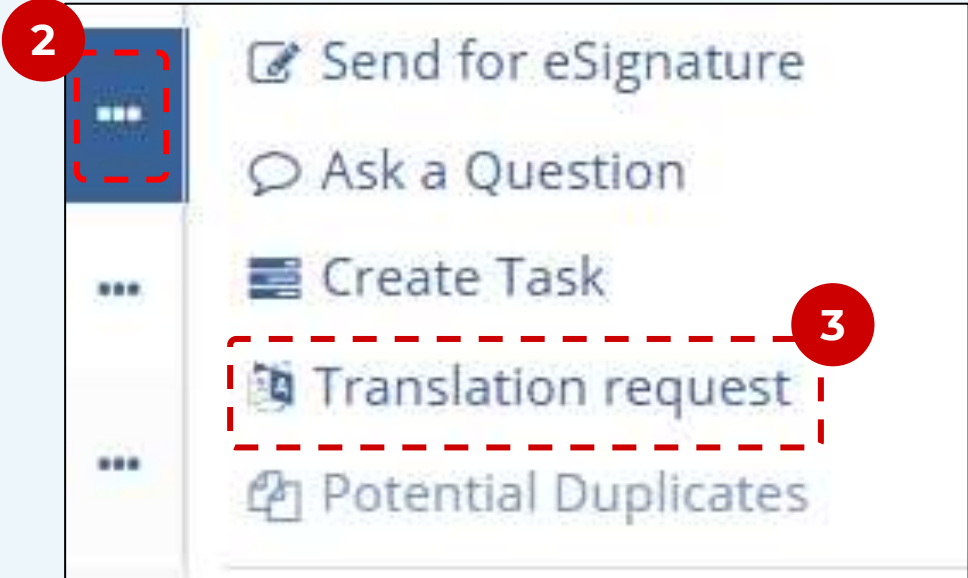 2
Send for eSignature
Ask a Question
Create Task
3
Translation request
Potential Duplicates